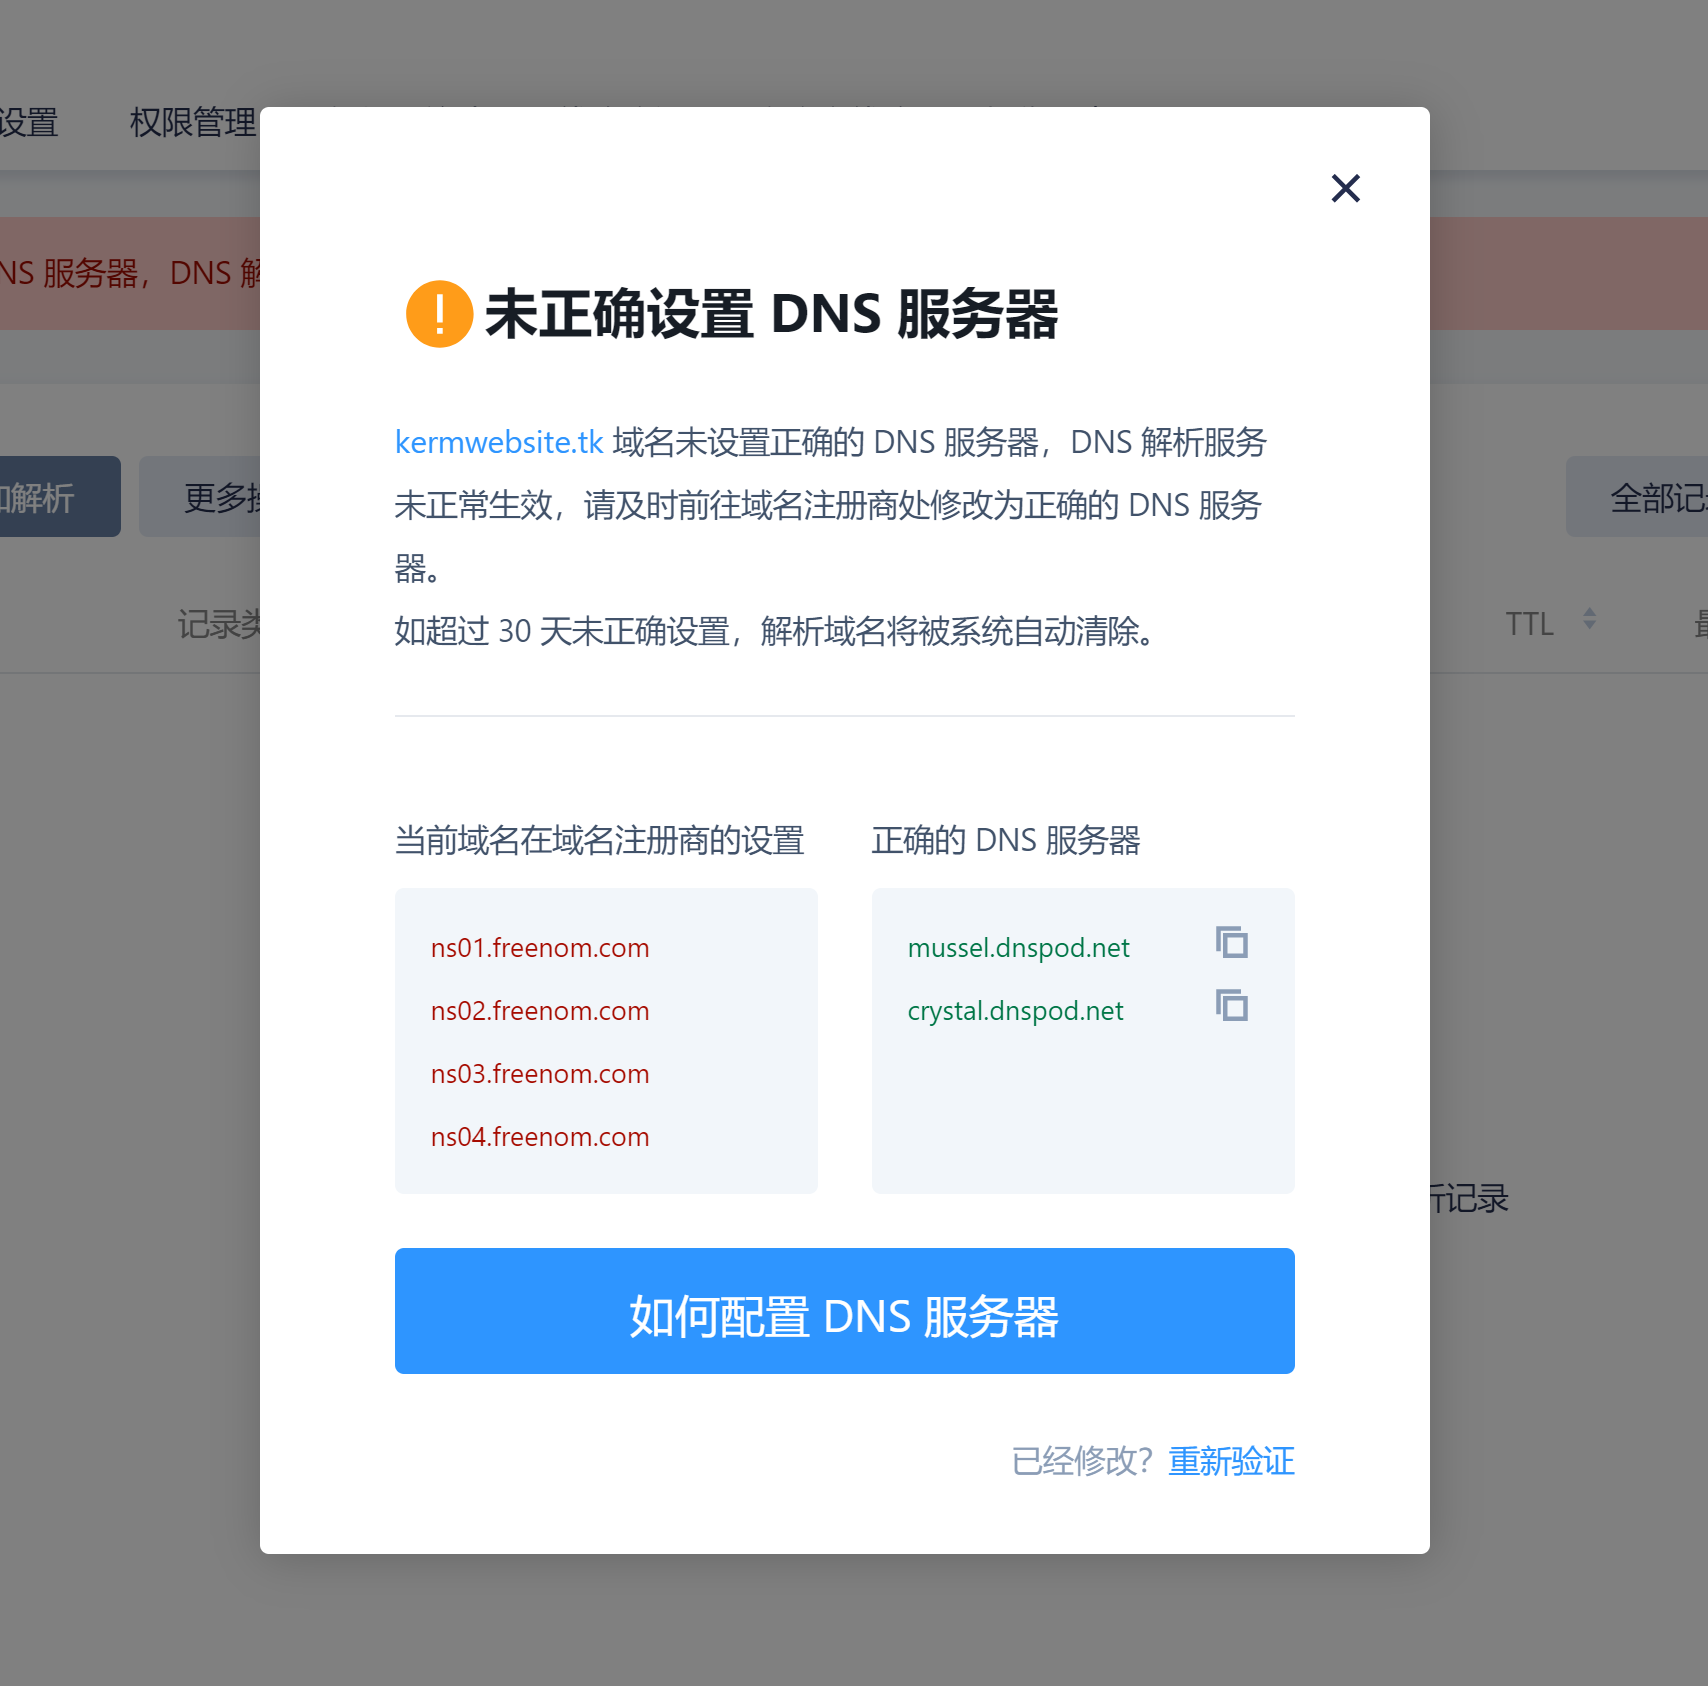 设置 权限管理
NS 服务器，DNS 解
未正确设置 DNS 服务器
kermwebsite.tk 域名未设置正确的 DNS 服务器，DNS 解析服务
未正常生效，请及时前往域名注册商处修改为正确的 DNS 服务
器。
如超过 30 天未正确设置，解析域名将被系统自动清除。
加解析 更多操 全部记录
记录类 TTL 最
当前域名在域名注册商的设置 正确的 DNS 服务器
ns01.freenom.com mussel.dnspod.net
ns02.freenom.com crystal.dnspod.net
ns03.freenom.com
ns04.freenom.com
析记录
如何配置 DNS 服务器
已经修改？重新验证